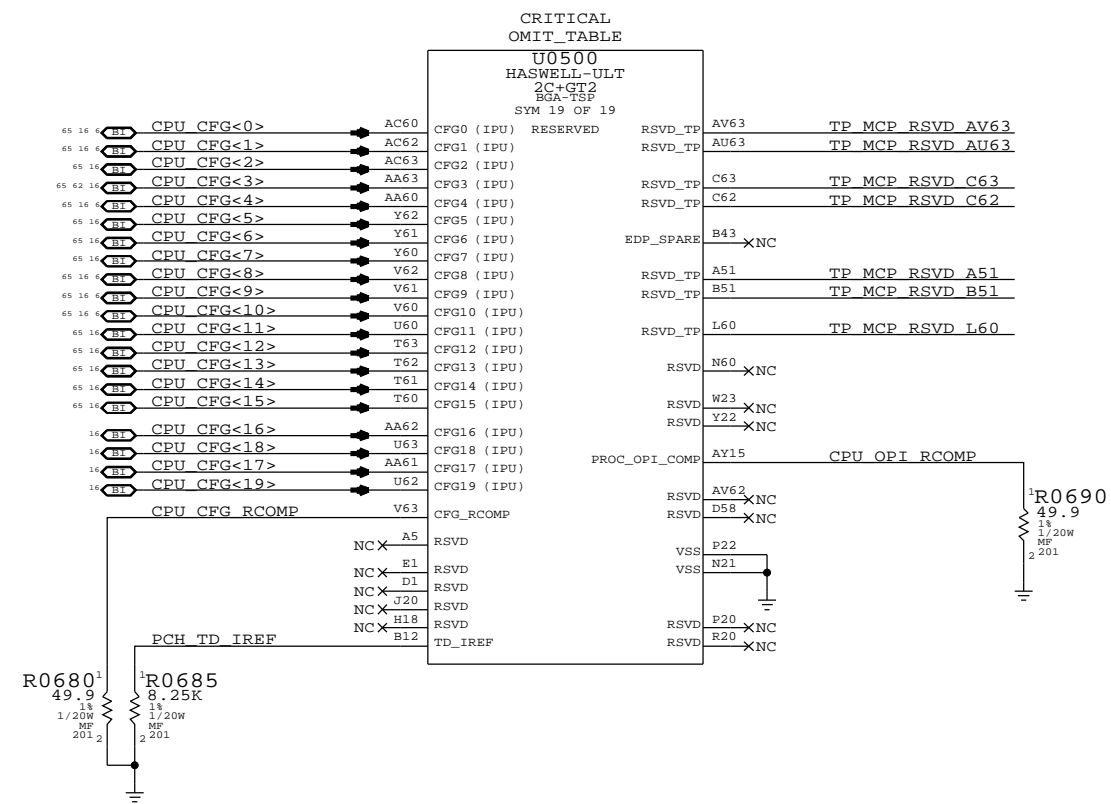 CRITICAL
OMIT_TABLE
U0500
HASWELL-ULT
2C+GT2
BGA-TSP
SYM 19 OF 19
65 16 6 BI CPU_CFG<0> AC60 CFG0 (IPU) RESERVED RSVD_TP AV63 TP_MCP_RSVD_AV63
65 16 6 BI CPU_CFG<1> AC62 CFG1 (IPU) RSVD_TP AU63 TP_MCP_RSVD_AU63
65 16 BI CPU_CFG<2> AC63 CFG2 (IPU)
65 62 16 BI CPU_CFG<3> AA63 CFG3 (IPU) RSVD_TP C63 TP_MCP_RSVD_C63
65 16 6 BI CPU_CFG<4> AA60 CFG4 (IPU) RSVD_TP C62 TP_MCP_RSVD_C62
65 16 BI CPU_CFG<5> Y62 CFG5 (IPU)
65 16 BI CPU_CFG<6> Y61 CFG6 (IPU) EDP_SPARE B43 NC
65 16 BI CPU_CFG<7> Y60 CFG7 (IPU)
65 16 6 BI CPU_CFG<8> V62 CFG8 (IPU) RSVD_TP A51 TP_MCP_RSVD_A51
65 16 6 BI CPU_CFG<9> V61 CFG9 (IPU) RSVD_TP B51 TP_MCP_RSVD_B51
65 16 6 BI CPU_CFG<10> V60 CFG10 (IPU)
65 16 BI CPU_CFG<11> U60 CFG11 (IPU) RSVD_TP L60 TP_MCP_RSVD_L60
65 16 BI CPU_CFG<12> T63 CFG12 (IPU)
65 16 BI CPU_CFG<13> T62 CFG13 (IPU) RSVD N60 NC
65 16 BI CPU_CFG<14> T61 CFG14 (IPU)
65 16 BI CPU_CFG<15> T60 CFG15 (IPU) RSVD W23 NC
RSVD Y22 NC
16 BI CPU_CFG<16> AA62 CFG16 (IPU)
16 BI CPU_CFG<18> U63 CFG18 (IPU) PROC_OPI_COMP AY15 CPU_OPI_RCOMP
16 BI CPU_CFG<17> AA61 CFG17 (IPU)
16 BI CPU_CFG<19> U62 CFG19 (IPU) RSVD AV62 NC
CPU_CFG_RCOMP V63 CFG_RCOMP RSVD D58 NC
1 R0690
49.9
1%
1/20W
MF
2 201
NC A5 RSVD VSS P22
NC E1 RSVD VSS N21
NC D1 RSVD
NC J20 RSVD
NC H18 RSVD RSVD P20 NC
PCH_TD_IREF B12 TD_IREF RSVD R20 NC
R0680 1
49.9
1%
1/20W
MF
201 2
1 R0685
8.25K
1%
1/20W
MF
2 201